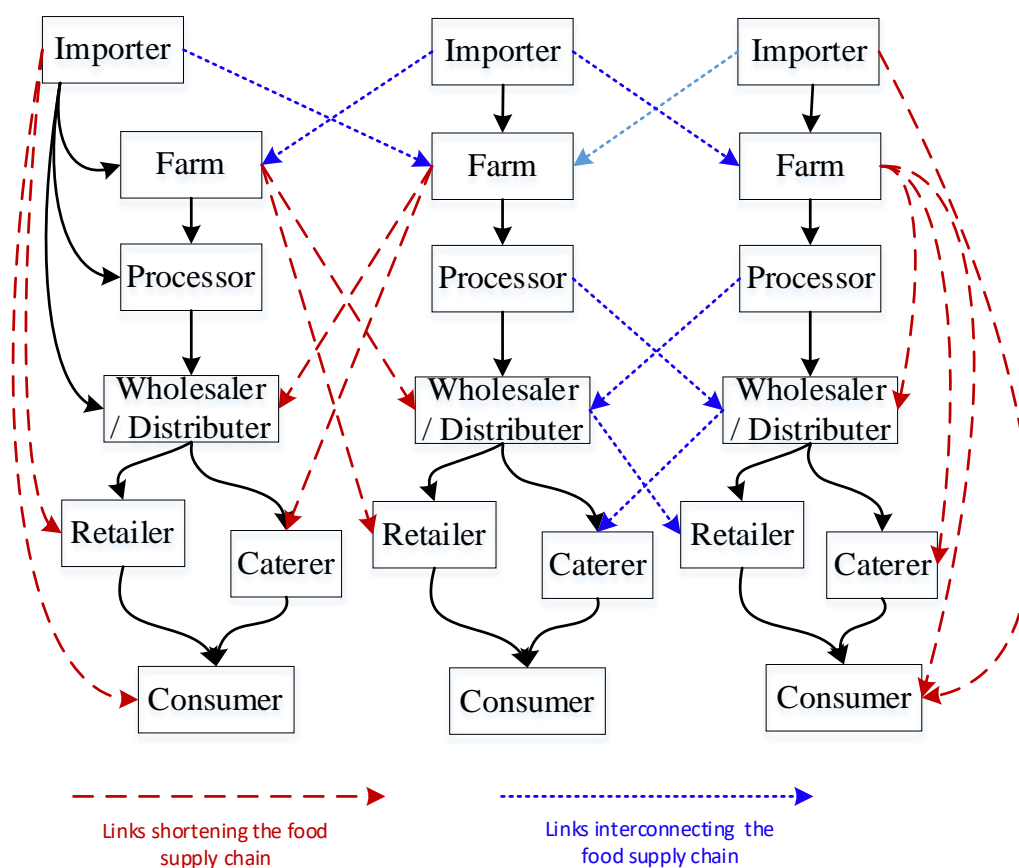 Importer
Importer
Importer
Farm
Farm
Farm
Processor
Processor
Processor
Wholesaler
/ Distributer
Wholesaler
/ Distributer
Wholesaler
/ Distributer
Retailer
Caterer
Retailer
Caterer
Retailer
Caterer
Consumer
Consumer
Consumer
Links shortening the food
supply chain
Links interconnecting the
food supply chain